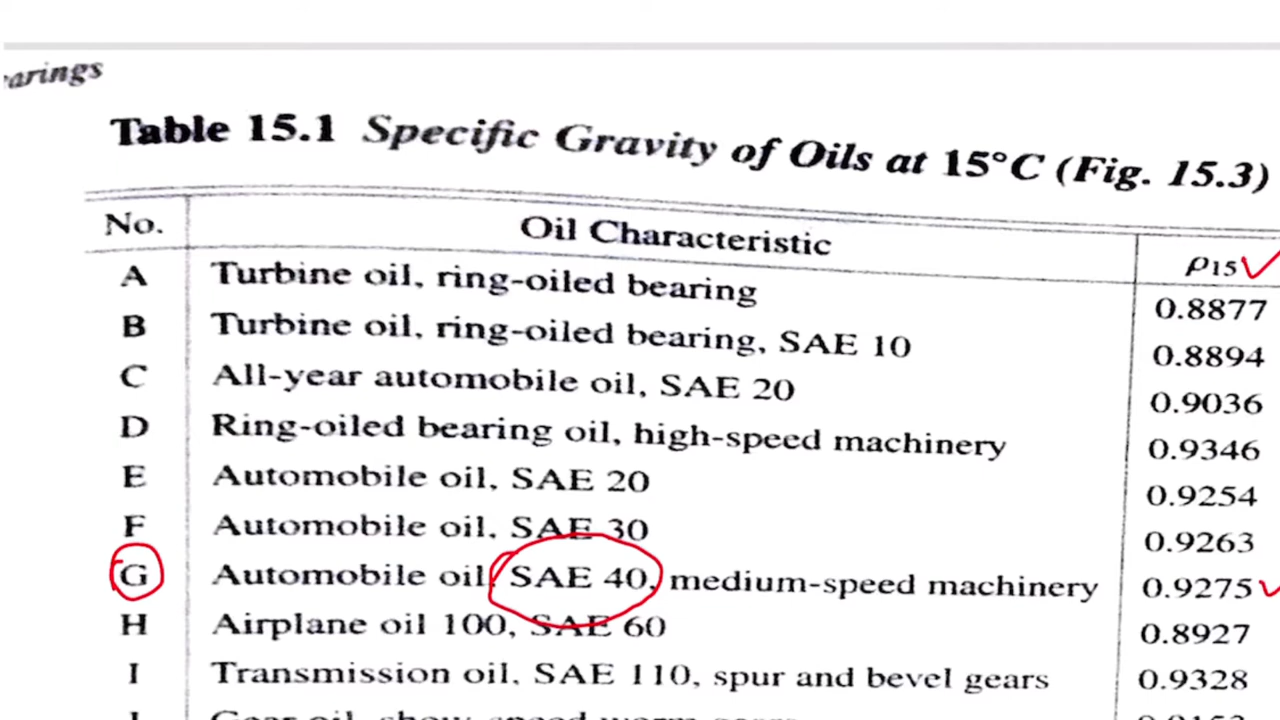 arings
Table 15.1 Specific Gravity of Oils at 15°C (Fig. 15.3)
No. Oil Characteristic ρ15
A Turbine oil, ring-oiled bearing 0.8877
B Turbine oil, ring-oiled bearing, SAE 10 0.8894
C All-year automobile oil, SAE 20 0.9036
D Ring-oiled bearing oil, high-speed machinery 0.9346
E Automobile oil, SAE 20 0.9254
F Automobile oil, SAE 30 0.9263
G Automobile oil, SAE 40, medium-speed machinery 0.9275
H Airplane oil 100, SAE 60 0.8927
I Transmission oil, SAE 110, spur and bevel gears 0.9328